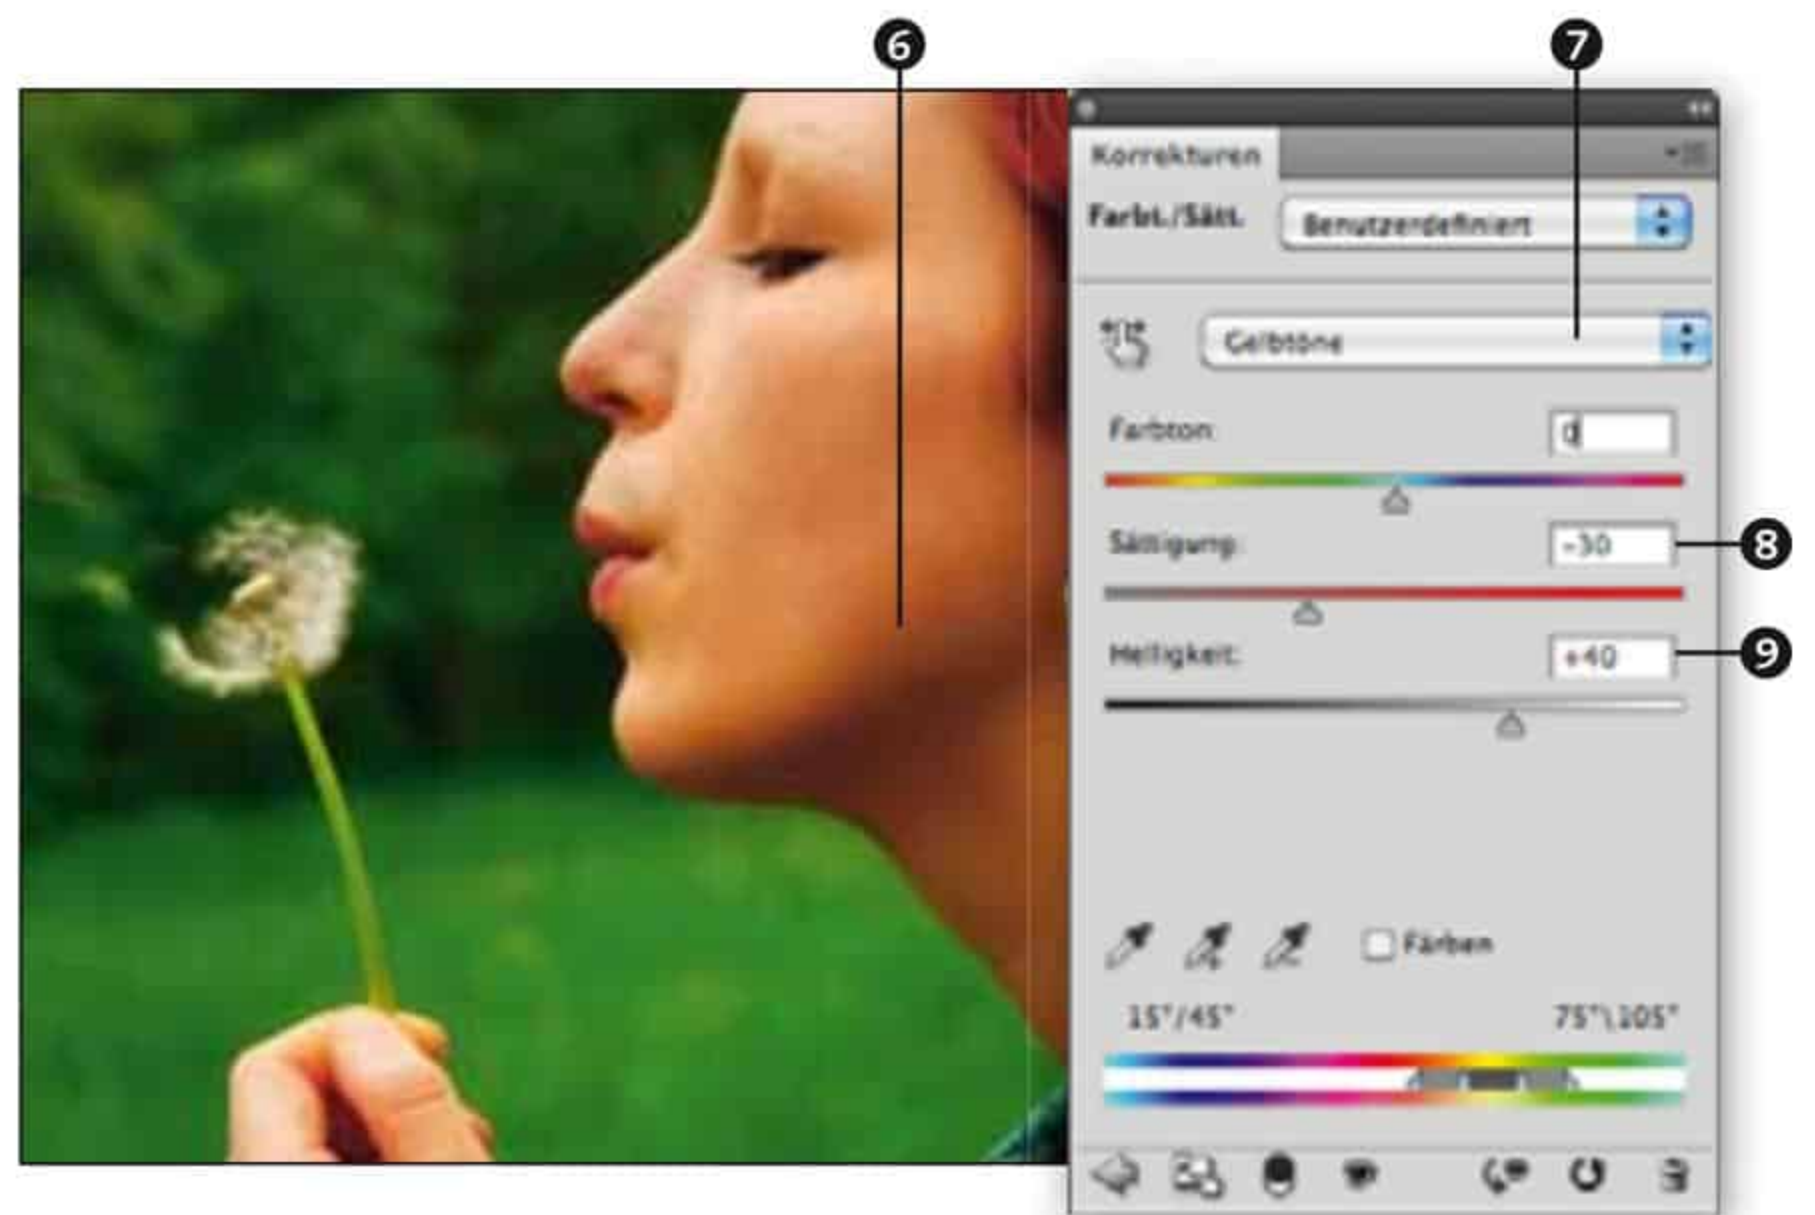 6
7
Korrekturen
Farbt./Sätt.
Benutzerdefiniert
Gelbtöne
Farbton:
0
Sättigung:
-30
8
Helligkeit:
+40
9
Färben
15°/45°
75°\105°